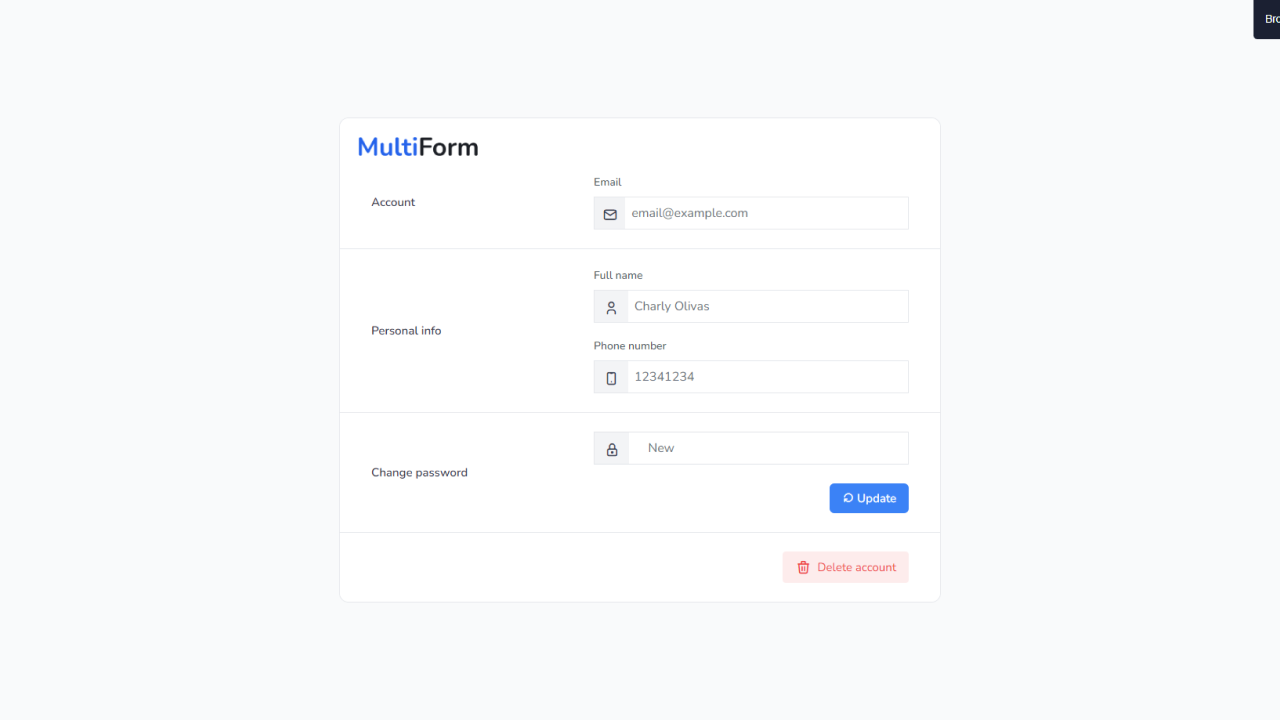 Bro
MultiForm
Email
Account
email@example.com
Full name
Charly Olivas
Personal info
Phone number
12341234
New
Change password
Update
Delete account